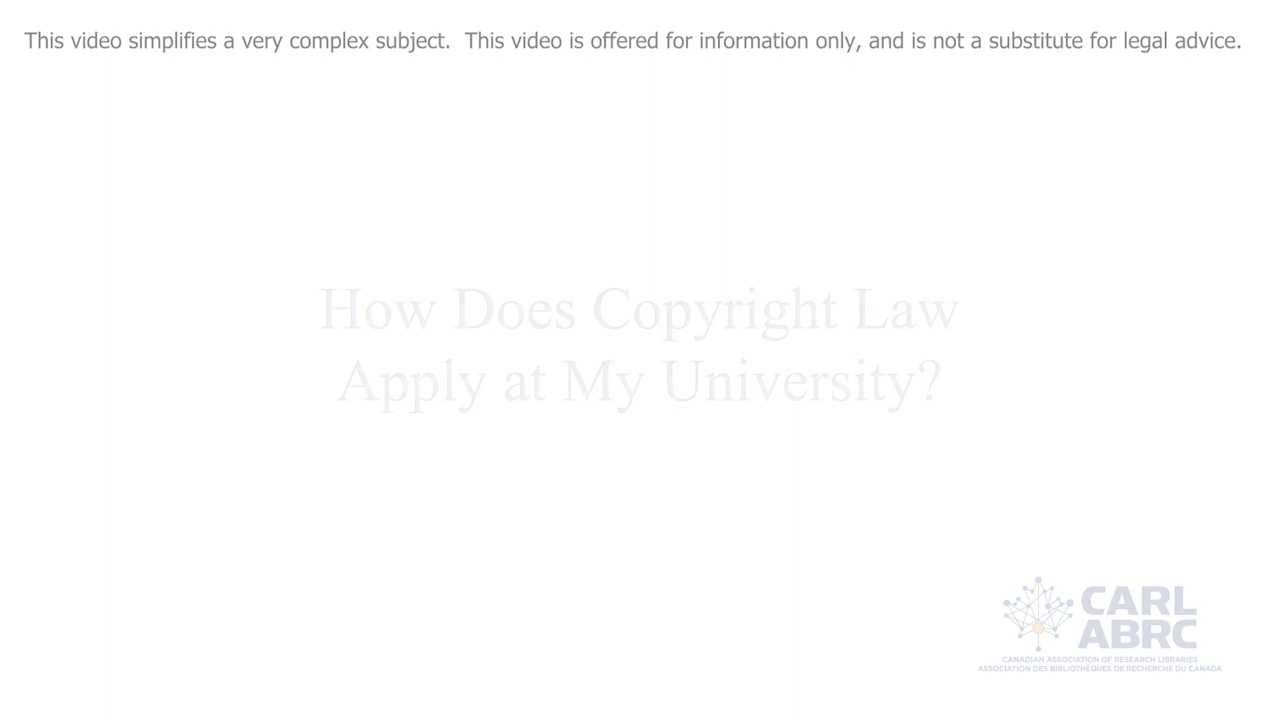 This video simplifies a very complex subject.  This video is offered for information only, and is not a substitute for legal advice.
How Does Copyright Law
Apply at My University?
CARL
ABRC
CANADIAN ASSOCIATION OF RESEARCH LIBRARIES
ASSOCIATION DES BIBLIOTHÈQUES DE RECHERCHE DU CANADA